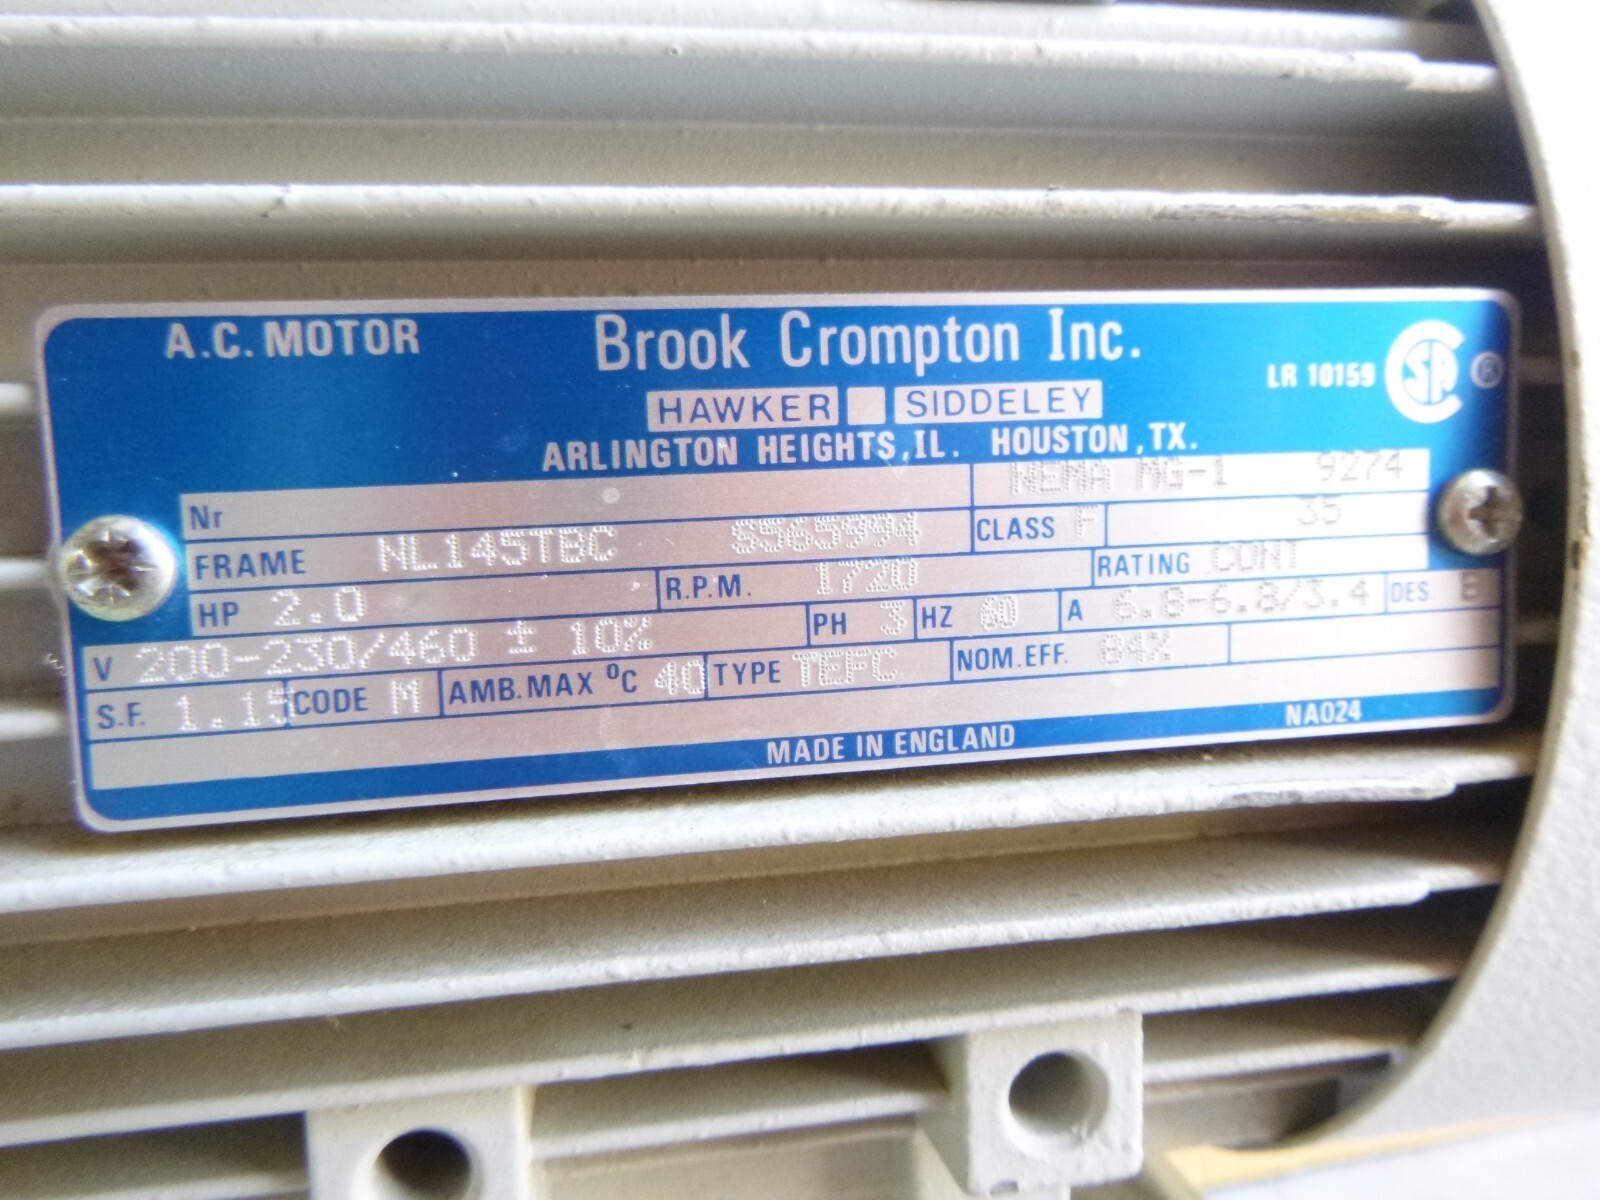 A.C. MOTOR Brook Crompton Inc.
HAWKER SIDDELEY LR 10159 CSA ®
ARLINGTON HEIGHTS, IL. HOUSTON, TX.
Nr NEMA MG-1 9274
FRAME NL145TBC CLASS F 35
HP 2.0 R.P.M. 1720 RATING CONT
V 200-230/460 ± 10% PH 3 HZ 60 A 6.8-6.8/3.4 DES. B
S.F. 1.15 CODE M AMB. MAX °C 40 TYPE TEFC NOM. EFF. 84%
MADE IN ENGLAND NA024